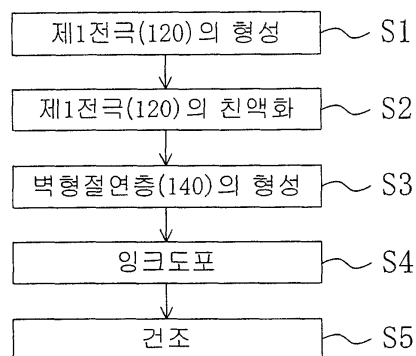 제1전극(120)의 형성 S1
제1전극(120)의 친액화 S2
벽형절연층(140)의 형성 S3
잉크도포 S4
건조 S5